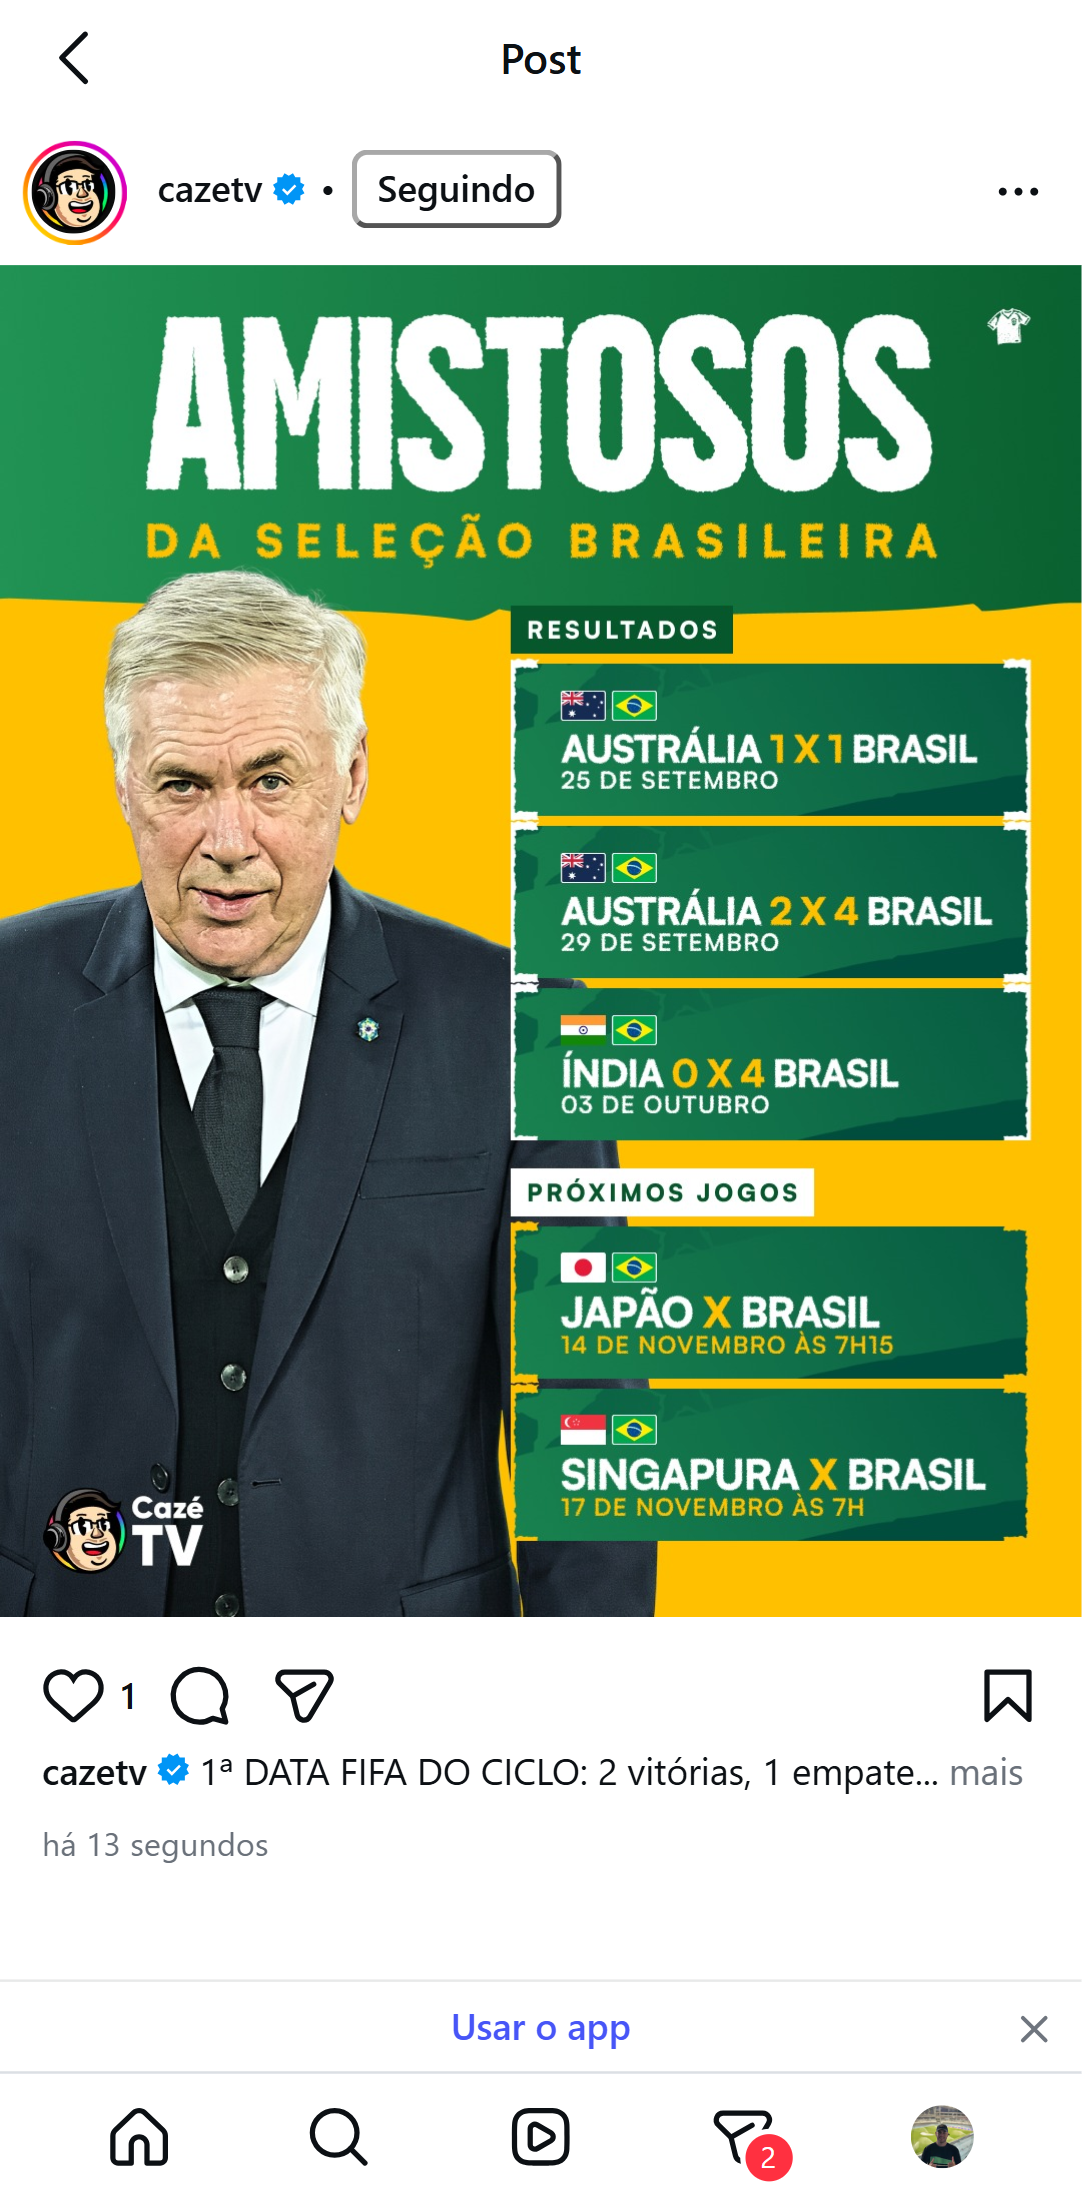 Post
cazetv • Seguindo
AMISTOSOS
DA SELEÇÃO BRASILEIRA
RESULTADOS
AUSTRÁLIA 1 X 1 BRASIL
25 DE SETEMBRO
AUSTRÁLIA 2 X 4 BRASIL
29 DE SETEMBRO
ÍNDIA 0 X 4 BRASIL
03 DE OUTUBRO
PRÓXIMOS JOGOS
JAPÃO X BRASIL
14 DE NOVEMBRO ÀS 7H15
SINGAPURA X BRASIL
17 DE NOVEMBRO ÀS 7H
Cazé
TV
1
cazetv 1ª DATA FIFA DO CICLO: 2 vitórias, 1 empate... mais
há 13 segundos
Usar o app
2